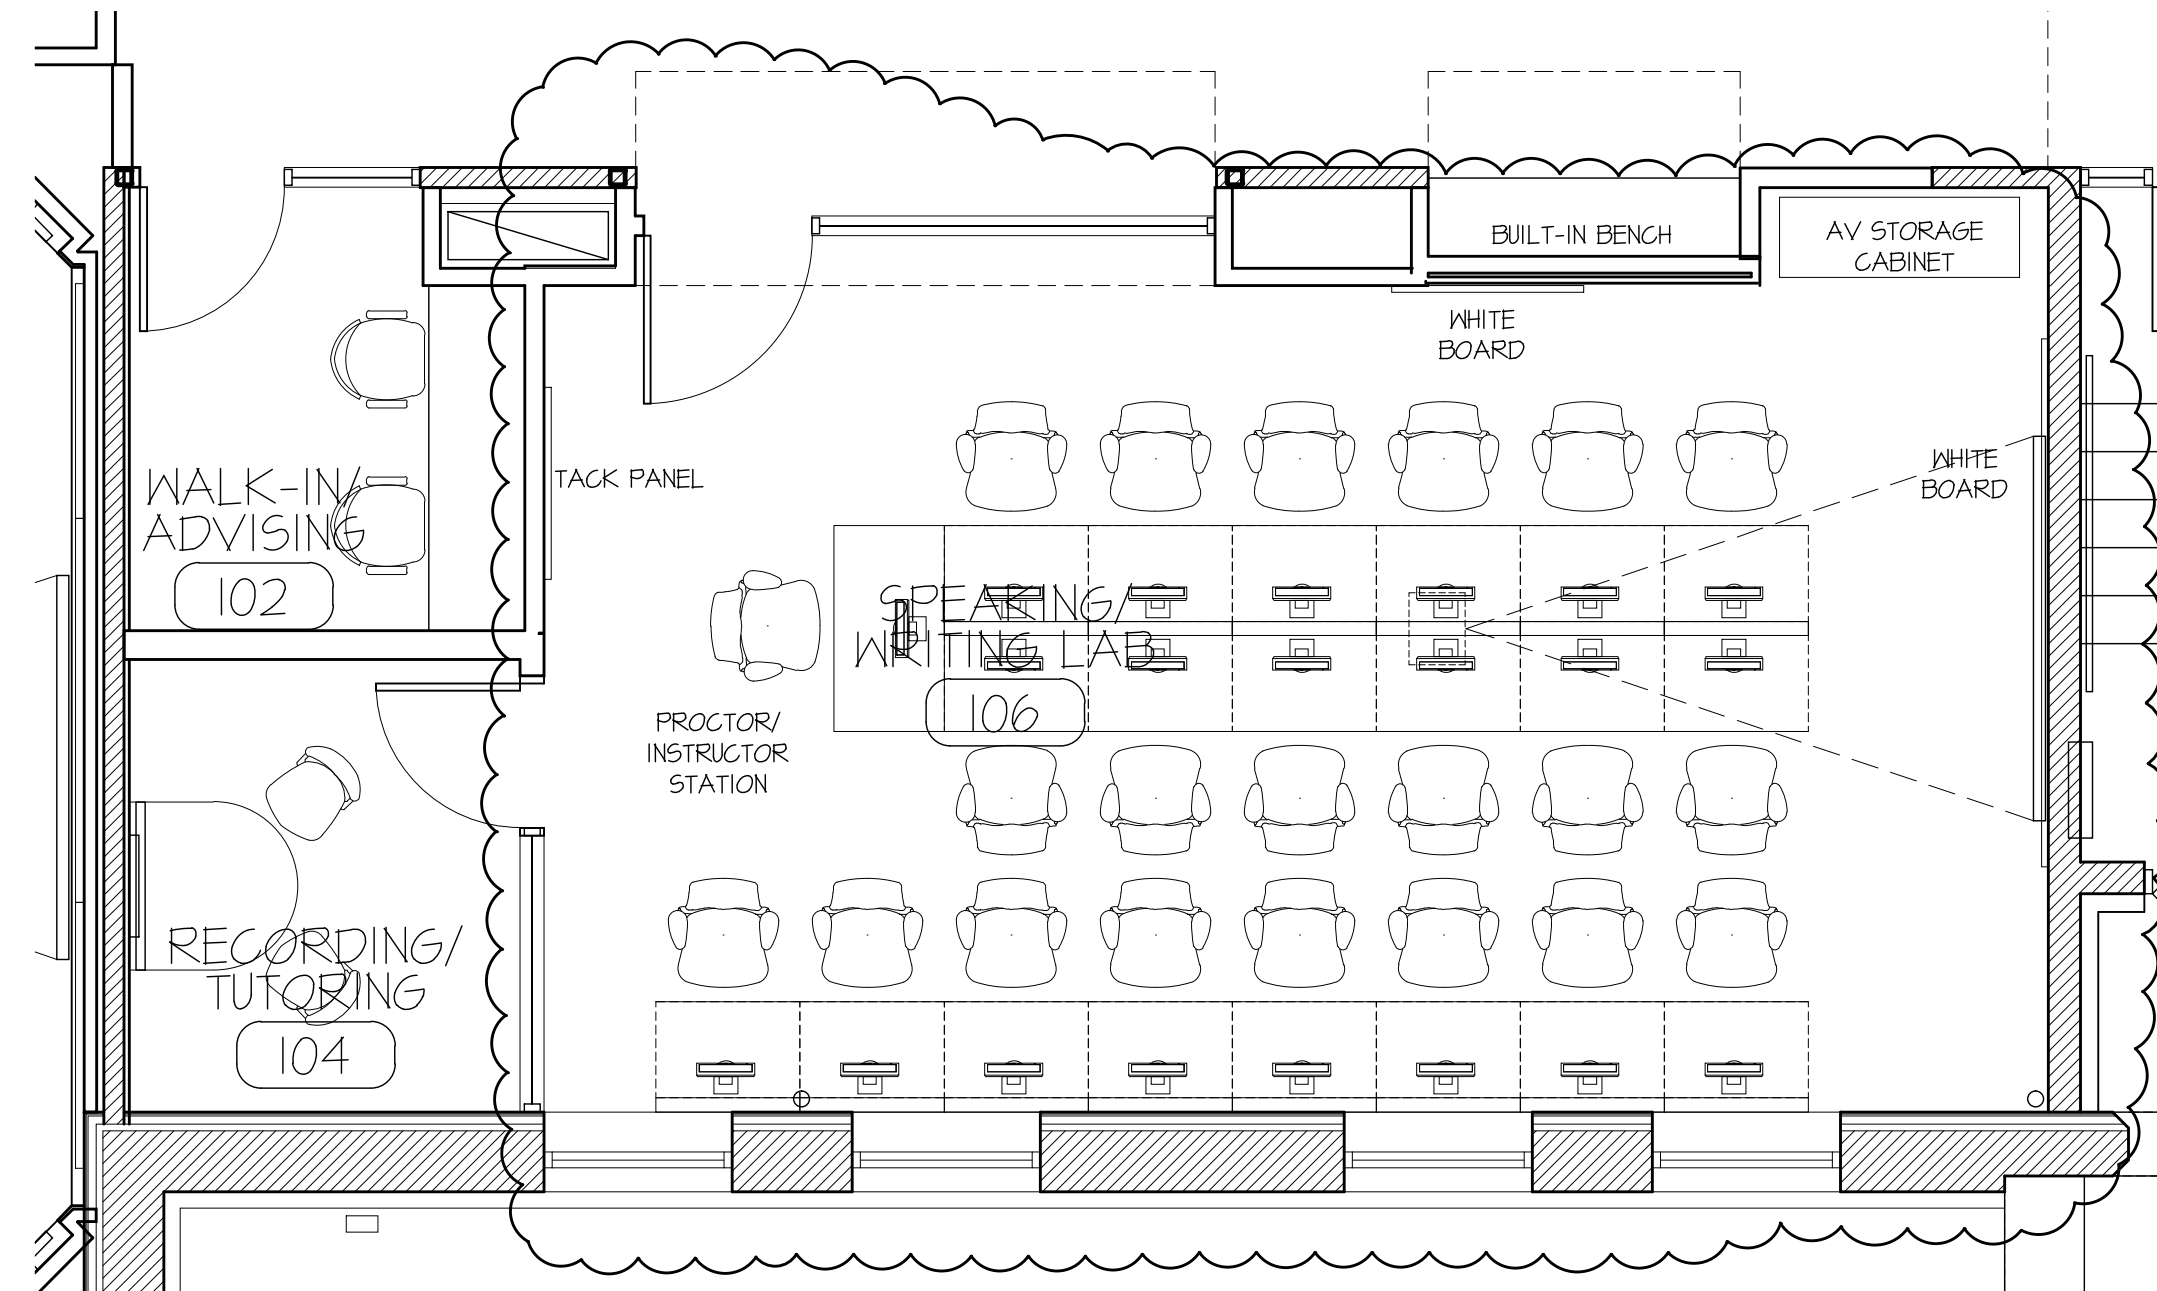 BUILT-IN BENCH
AV STORAGE
CABINET
WHITE
BOARD
TACK PANEL
WHITE
BOARD
WALK-IN/
ADVISING
102
SPEAKING/
WRITING LAB
106
PROCTOR/
INSTRUCTOR
STATION
RECORDING/
TUTORING
104